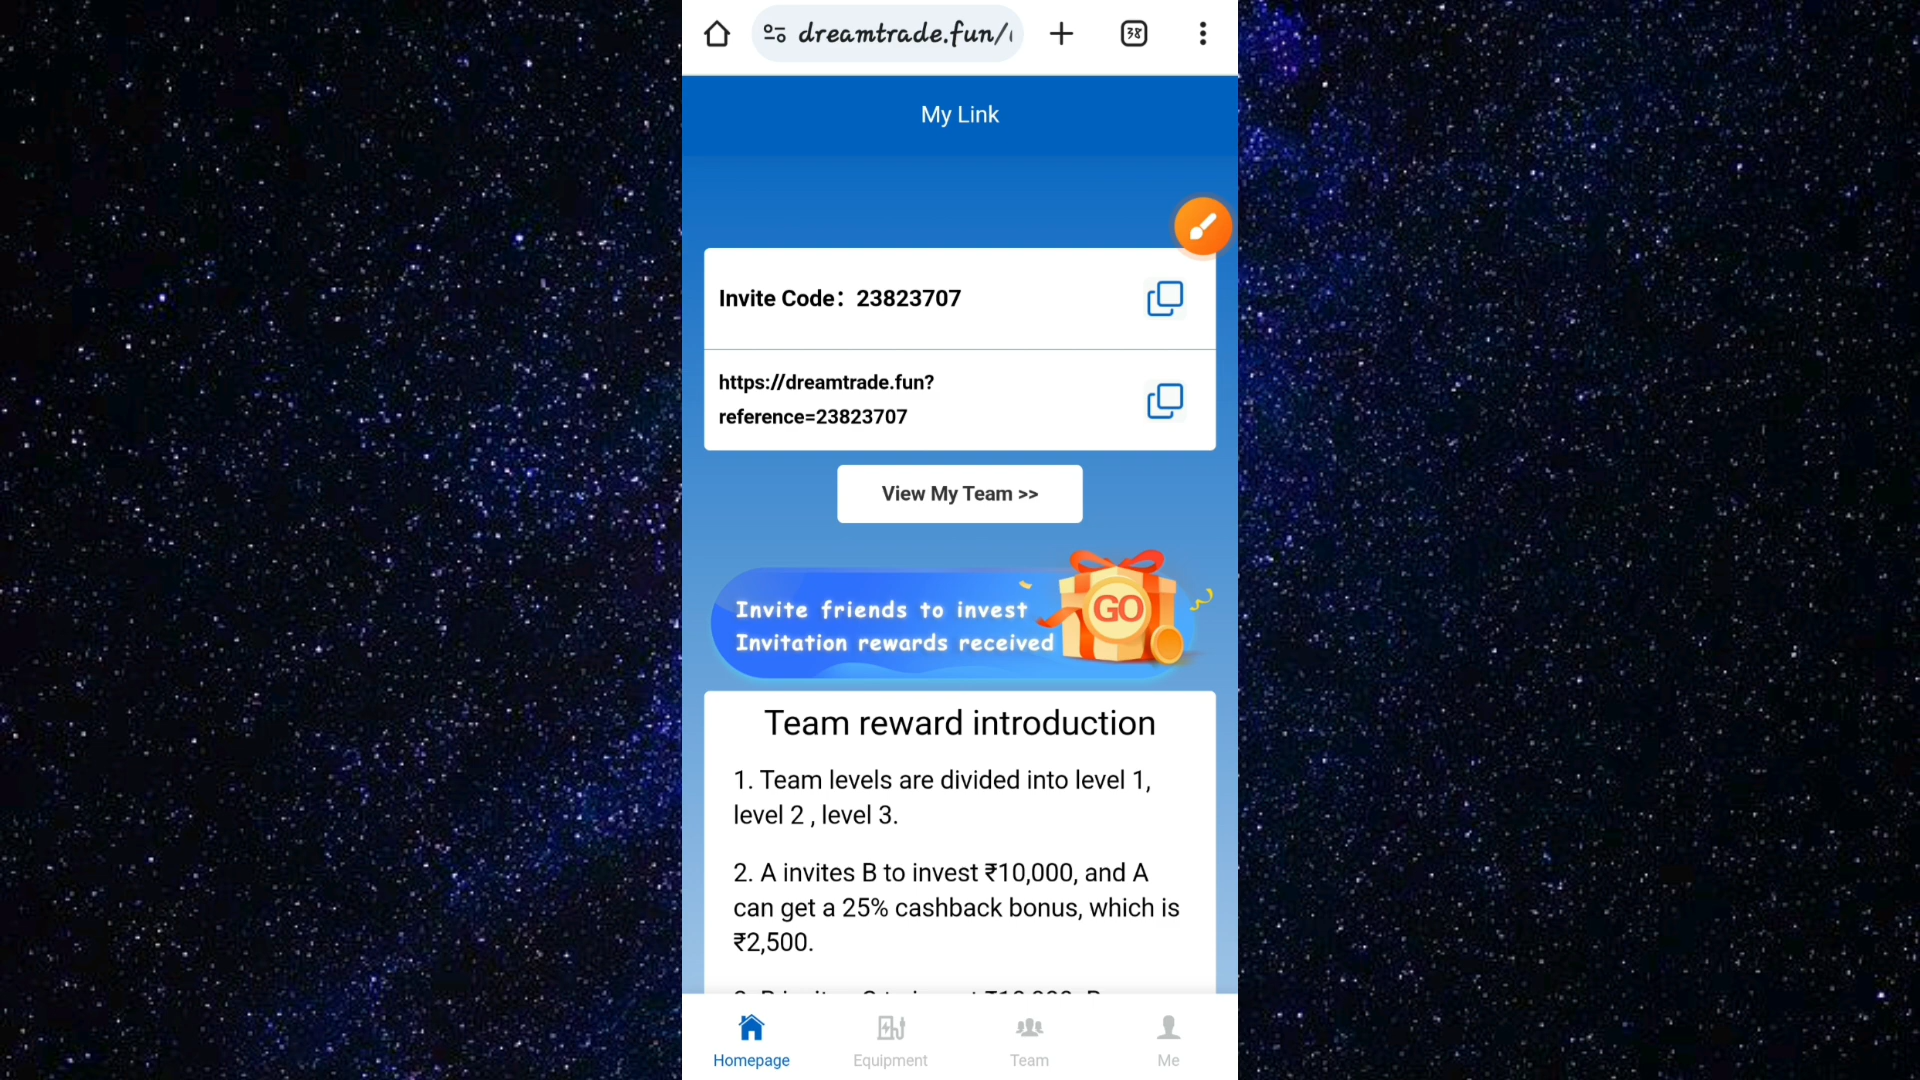 dreamtrade.fun/
38
My Link
Invite Code: 23823707
https://dreamtrade.fun?
reference=23823707
View My Team >>
Invite friends to invest
Invitation rewards received
GO
Team reward introduction
1. Team levels are divided into level 1,
level 2 , level 3.
2. A invites B to invest ₹10,000, and A
can get a 25% cashback bonus, which is
₹2,500.
Homepage
Equipment
Team
Me